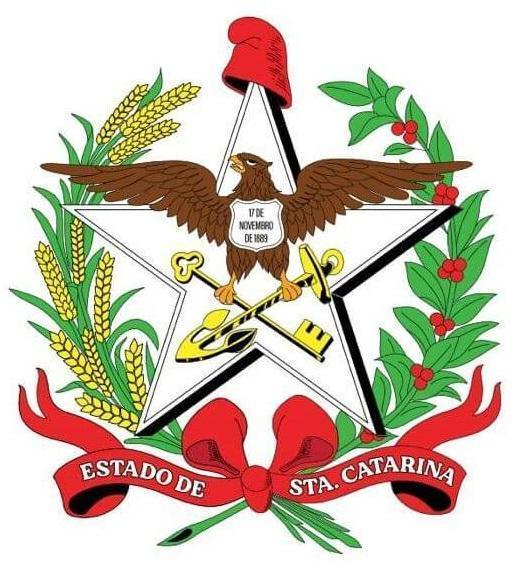 17 DE
NOVEMBRO
DE 1889
ESTADO DE STA. CATARINA